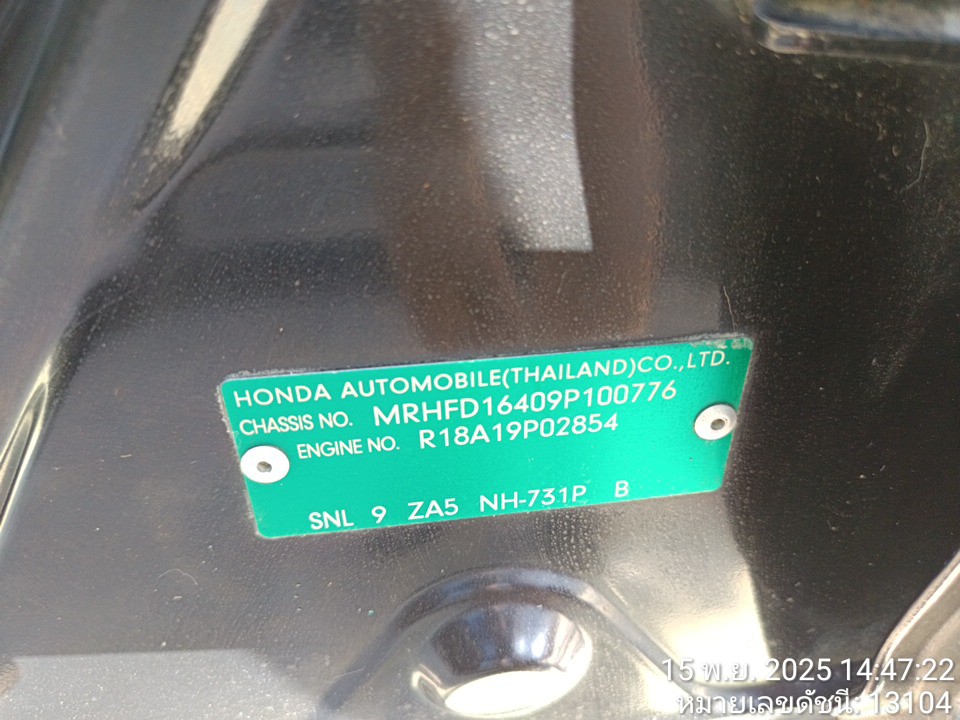 HONDA AUTOMOBILE(THAILAND)CO.,LTD.
CHASSIS NO. MRHFD16409P100776
ENGINE NO. R18A19P02854
SNL 9 ZA5 NH-731P B
15 พ.ย. 2025 14:47:22
หมายเลขดัชนี: 13104